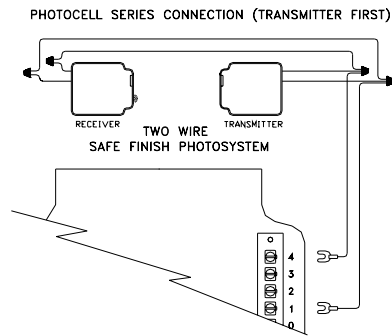 PHOTOCELL SERIES CONNECTION (TRANSMITTER FIRST)
RECEIVER
TRANSMITTER
TWO WIRE
SAFE FINISH PHOTOSYSTEM
4
3
2
1
0